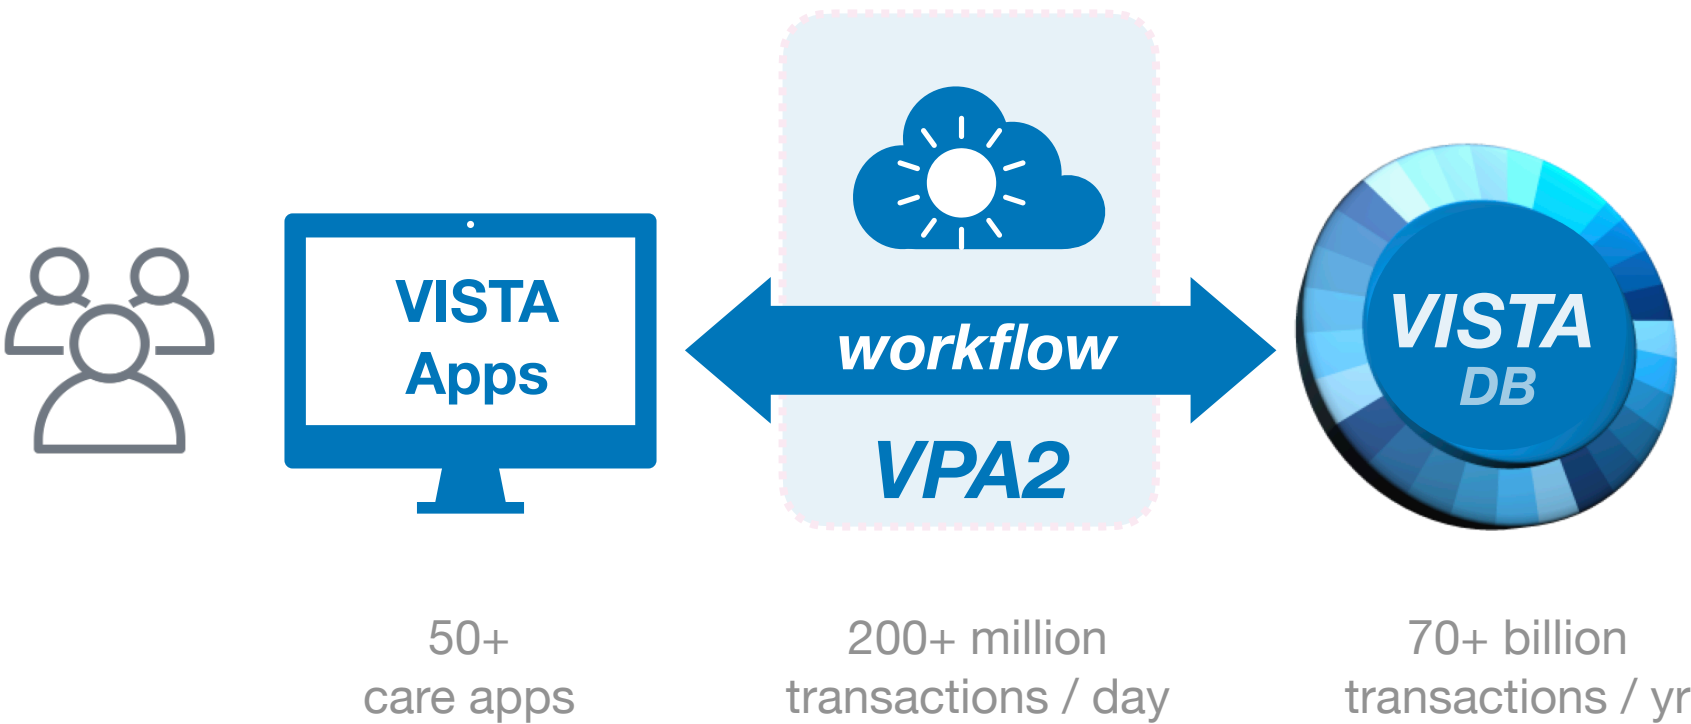 VISTA
Apps
workflow
VPA2
VISTA
DB
50+
care apps
200+ million
transactions / day
70+ billion
transactions / yr